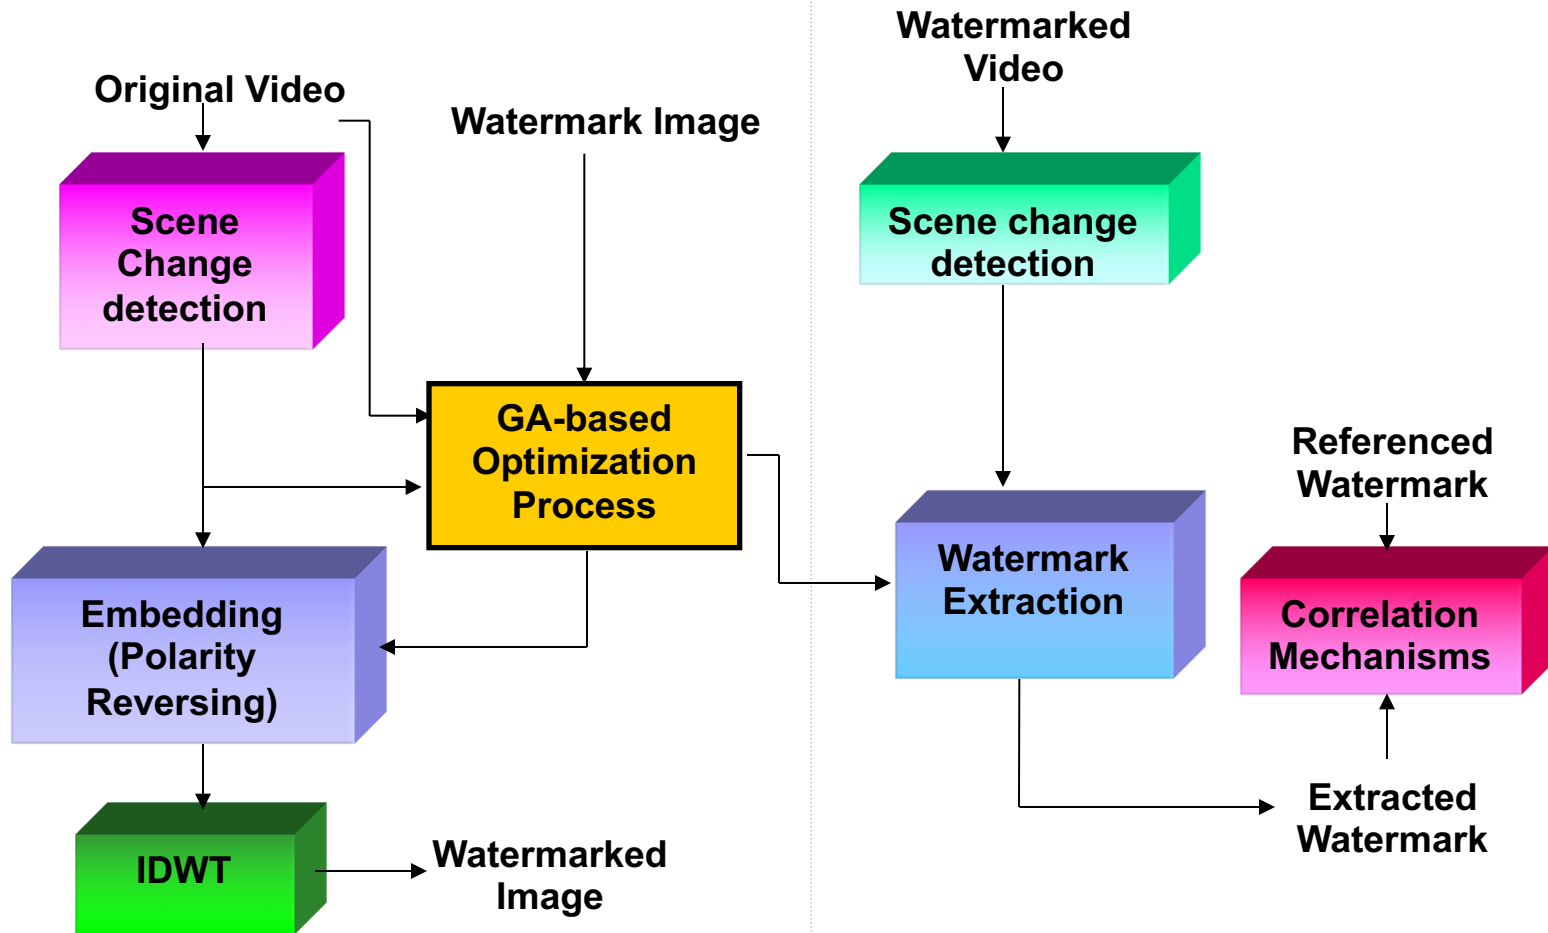 Original Video
Watermark Image
Scene
Change
detection
GA-based
Optimization
Process
Embedding
(Polarity
Reversing)
IDWT
Watermarked
Image
Watermarked
Video
Scene change
detection
Watermark
Extraction
Referenced
Watermark
Correlation
Mechanisms
Extracted
Watermark